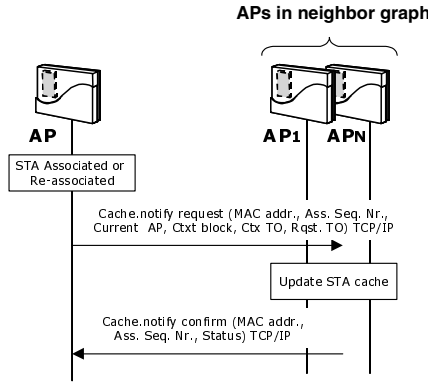 APs in neighbor graph
AP
AP1
APN
STA Associated or
Re-associated
Cache.notify request (MAC addr., Ass. Seq. Nr.,
Current AP, Ctxt block, Ctx TO, Rqst. TO) TCP/IP
Update STA cache
Cache.notify confirm (MAC addr.,
Ass. Seq. Nr., Status) TCP/IP